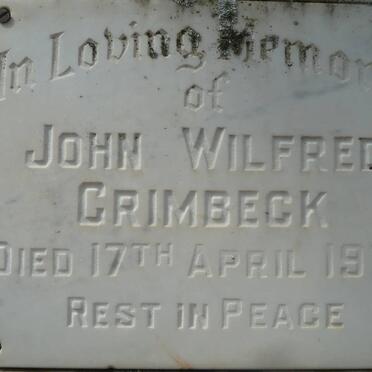 In Loving Memor
of
JOHN WILFRED
GRIMBECK
DIED 17TH APRIL 19
REST IN PEACE